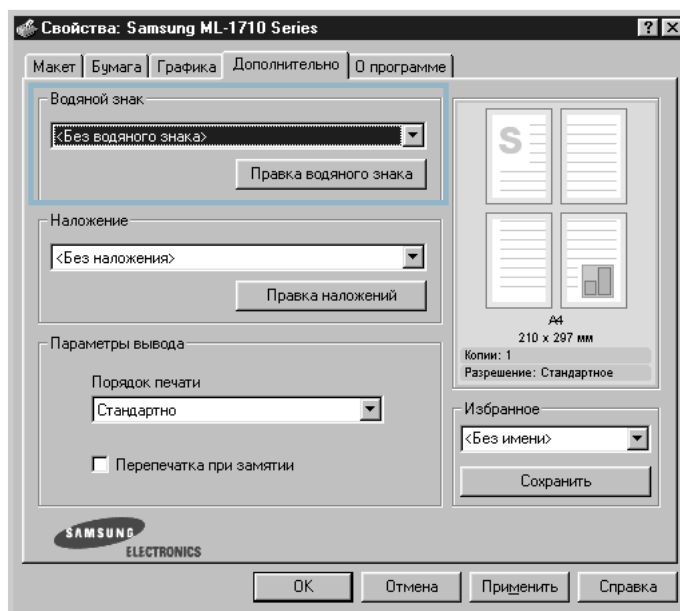 Свойства: Samsung ML-1710 Series
Макет Бумага Графика Дополнительно О программе
Водяной знак
<Без водяного знака>
Правка водяного знака
Наложение
<Без наложения>
Правка наложений
Параметры вывода
Порядок печати
Стандартно
Перепечатка при замятии
S
A4
210 x 297 мм
Копии: 1
Разрешение: Стандартное
Избранное
<Без имени>
Сохранить
SAMSUNG
ELECTRONICS
OK Отмена Применить Справка